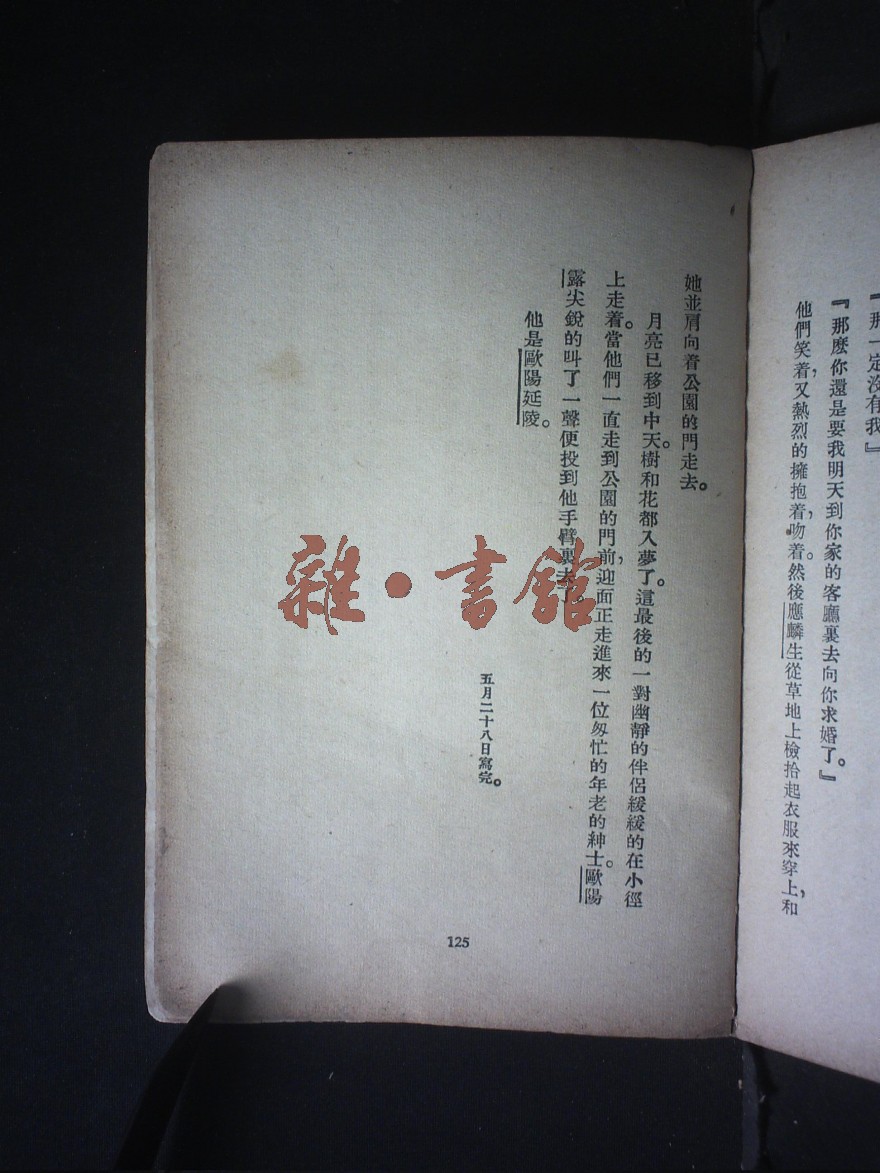 『那一定沒有我』
『那麽你還是要我明天到你家的客廳裏去向你求婚了。』
他們笑着，又熱烈的擁抱着，吻着。然後應麟生從草地上檢拾起衣服來穿上，和
她並肩向着公園的門走去。
月亮已移到中天。樹和花都入夢了。這最後的一對幽靜的伴侶緩緩的在小徑
上走着。當他們一直走到公園的門前，迎面正走進來一位匆忙的年老的紳士。歐陽
露尖銳的叫了一聲便投到他手臂裏去了。
他是歐陽延陵。
五月二十八日寫完。
125
雜·書館